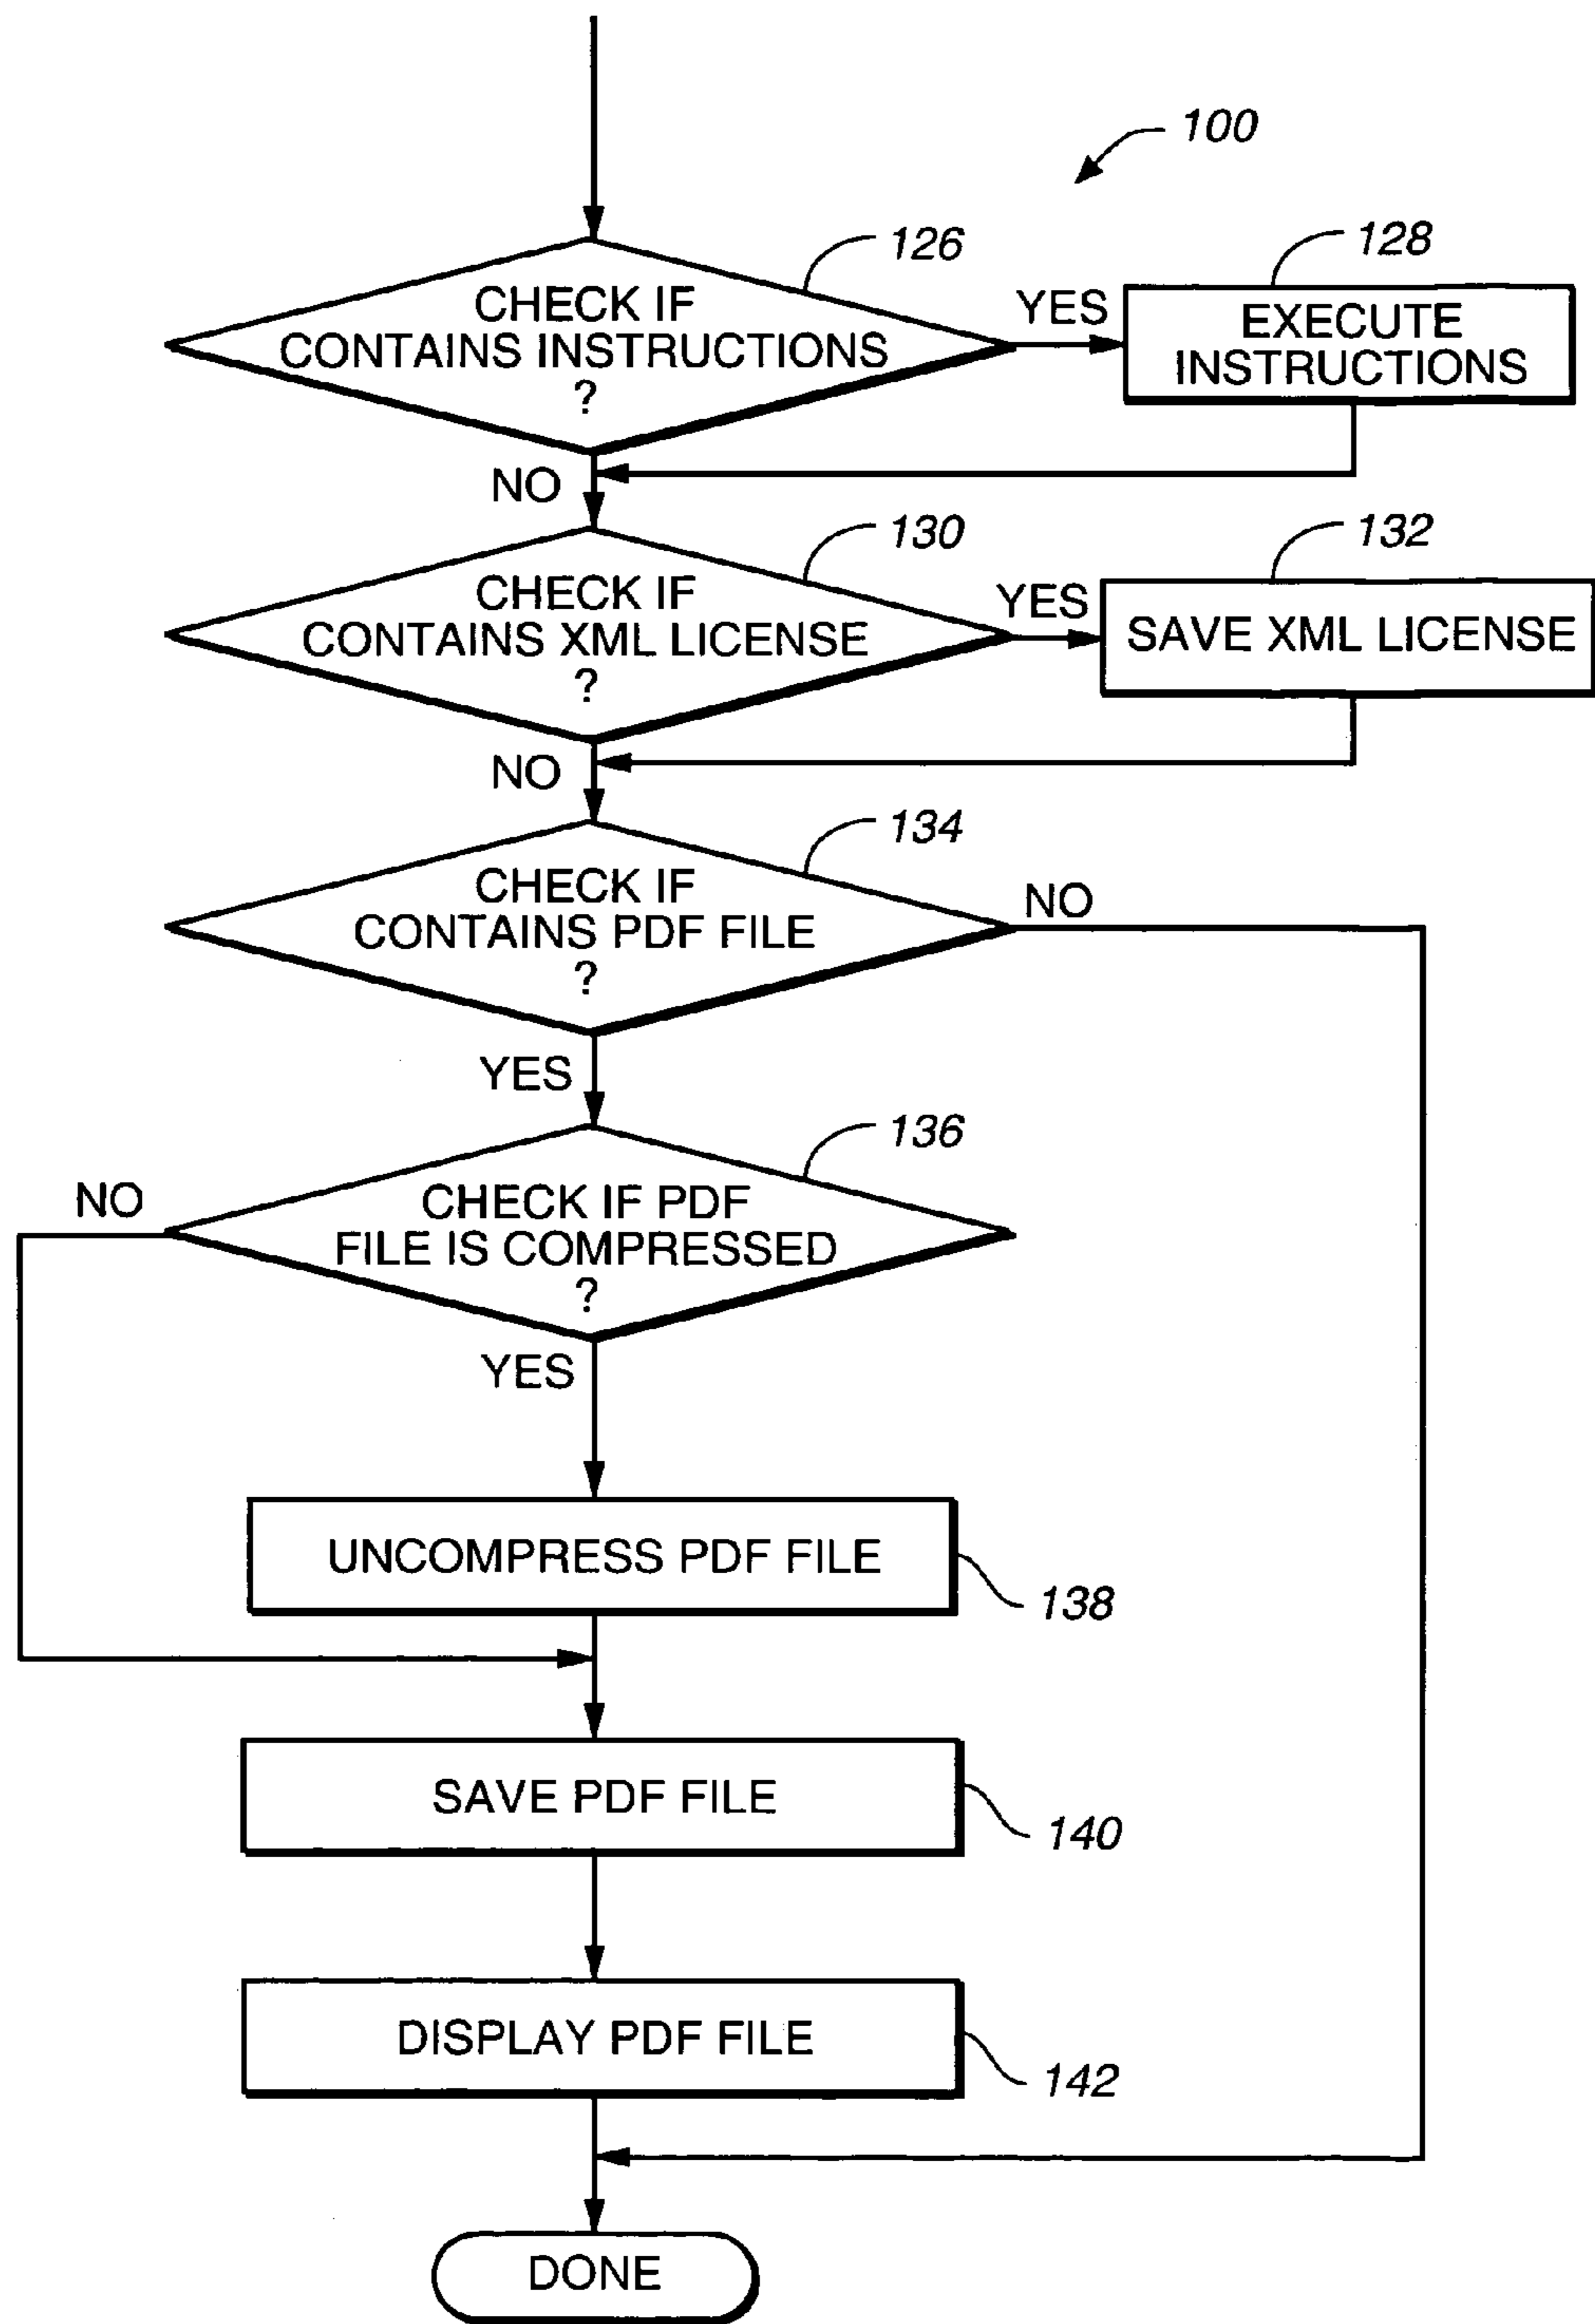 100
126
CHECK IF
CONTAINS INSTRUCTIONS
?
YES
128
EXECUTE
INSTRUCTIONS
NO
130
CHECK IF
CONTAINS XML LICENSE
?
YES
132
SAVE XML LICENSE
NO
134
CHECK IF
CONTAINS PDF FILE
?
NO
YES
136
CHECK IF PDF
FILE IS COMPRESSED
?
NO
YES
UNCOMPRESS PDF FILE
138
SAVE PDF FILE
140
DISPLAY PDF FILE
142
DONE